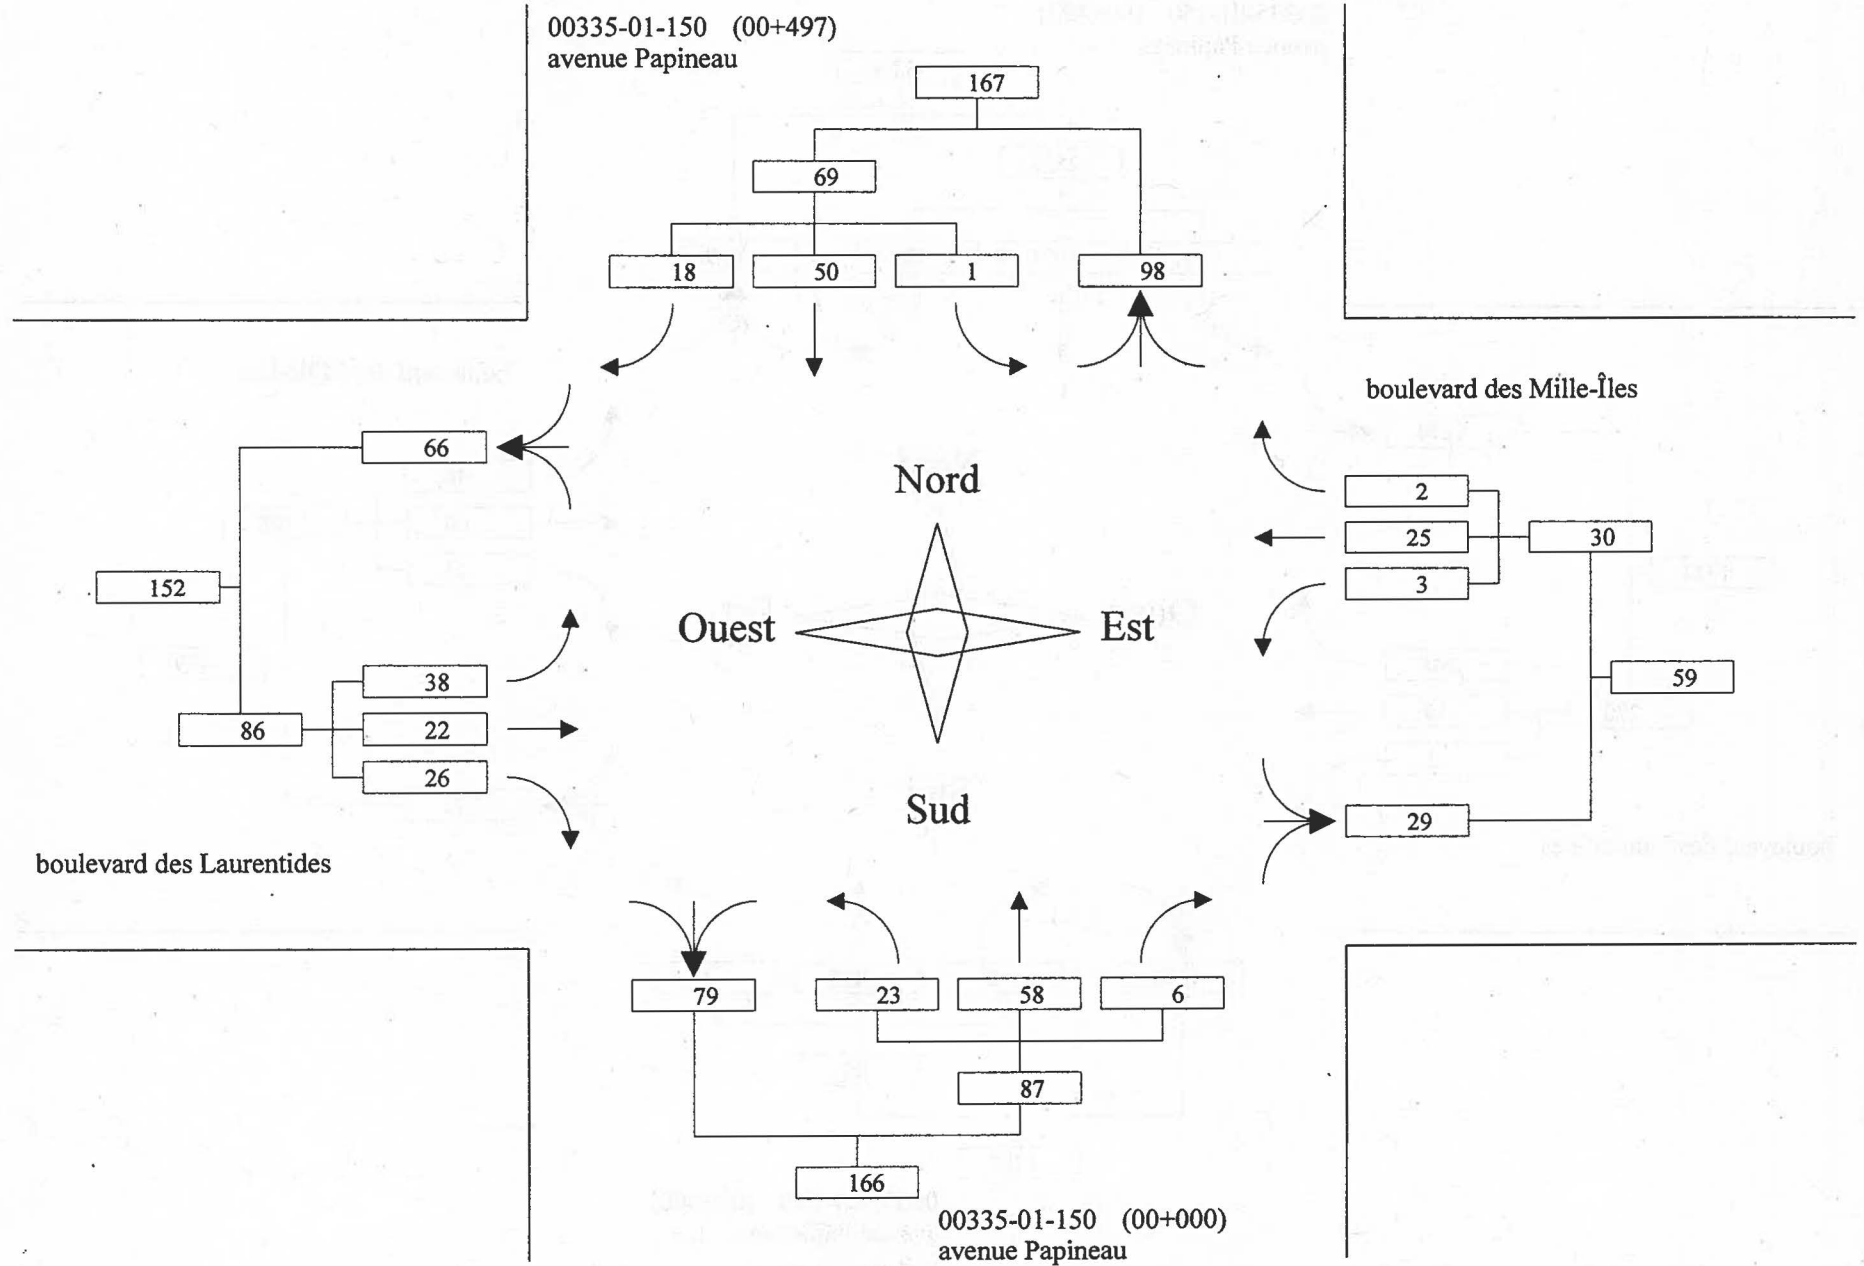 00335-01-150 (00+497)
avenue Papineau
167
69
18 50 1 98
boulevard des Mille-Îles
66
Nord
2
25 30
3
152
Ouest Est
38
59
86 22
26
Sud
29
boulevard des Laurentides
79 23 58 6
87
166
00335-01-150 (00+000)
avenue Papineau